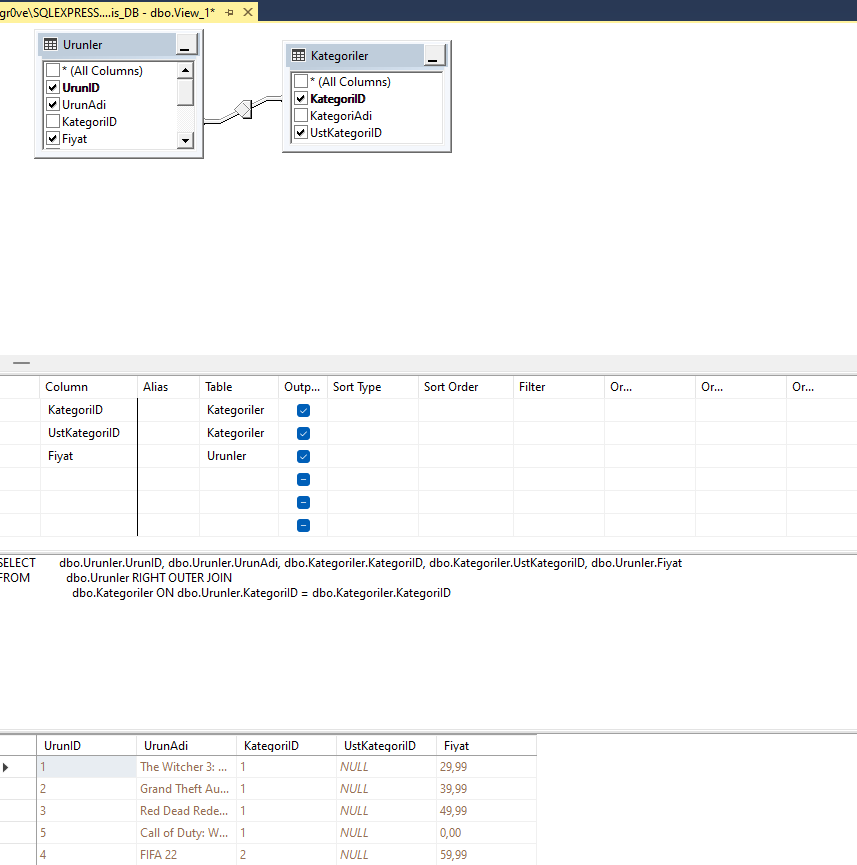 gr0ve\SQLEXPRESS....is_DB - dbo.View_1*
Urunler
* (All Columns)
UrunID
UrunAdi
KategoriID
Fiyat
Kategoriler
* (All Columns)
KategoriID
KategoriAdi
UstKategoriID
Column Alias Table Outp... Sort Type Sort Order Filter Or... Or... Or...
KategoriID Kategoriler
UstKategoriID Kategoriler
Fiyat Urunler
SELECT dbo.Urunler.UrunID, dbo.Urunler.UrunAdi, dbo.Kategoriler.KategoriID, dbo.Kategoriler.UstKategoriID, dbo.Urunler.Fiyat
FROM dbo.Urunler RIGHT OUTER JOIN
dbo.Kategoriler ON dbo.Urunler.KategoriID = dbo.Kategoriler.KategoriID
UrunID UrunAdi KategoriID UstKategoriID Fiyat
1 The Witcher 3: ... 1 NULL 29,99
2 Grand Theft Au... 1 NULL 39,99
3 Red Dead Rede... 1 NULL 49,99
5 Call of Duty: W... 1 NULL 0,00
4 FIFA 22 2 NULL 59,99